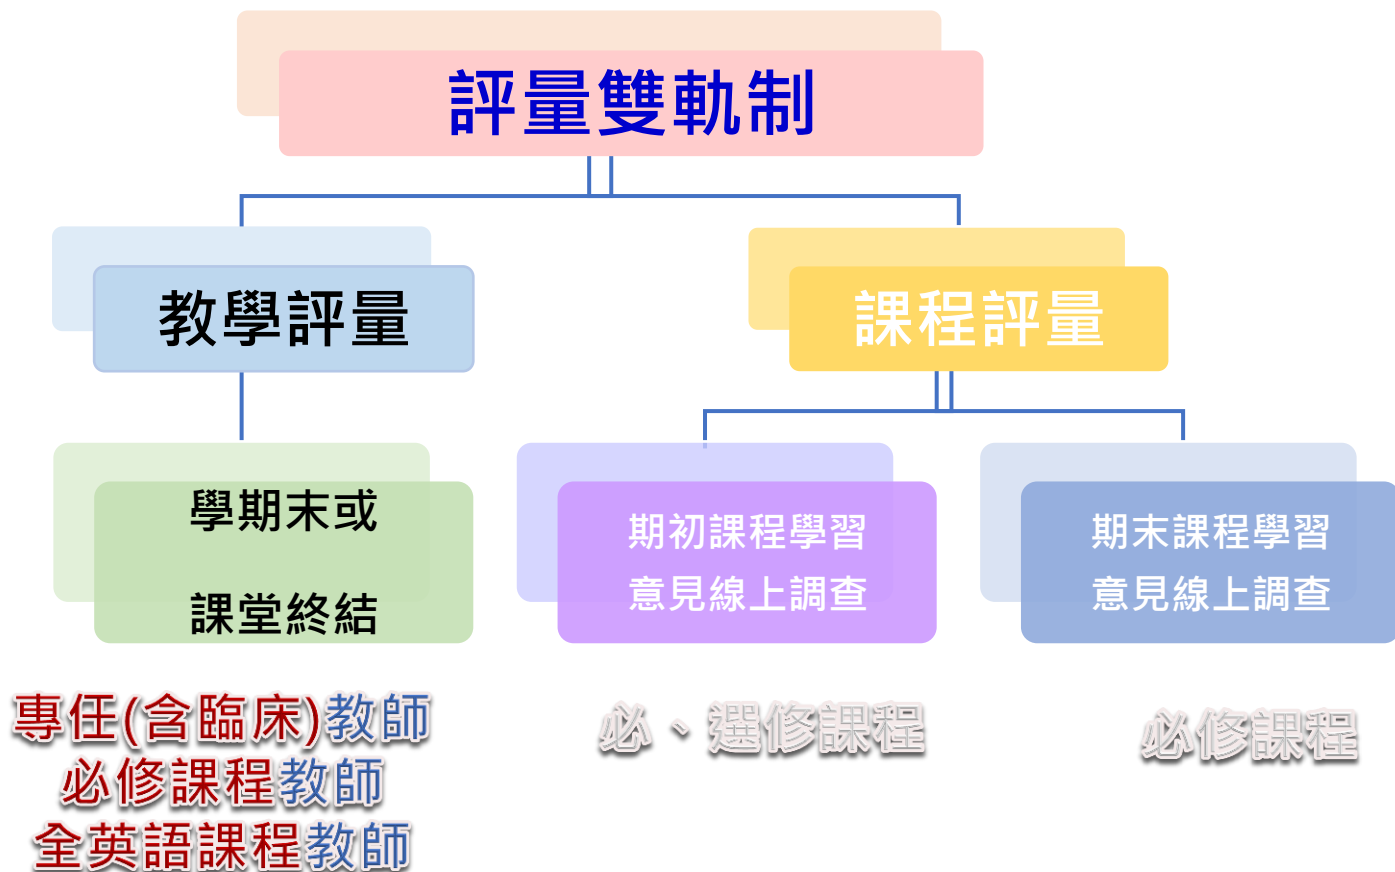 評量雙軌制
教學評量
課程評量
學期末或
課堂終結
期初課程學習
意見線上調查
期末課程學習
意見線上調查
專任(含臨床)教師
必修課程教師
全英語課程教師
必、選修課程
必修課程